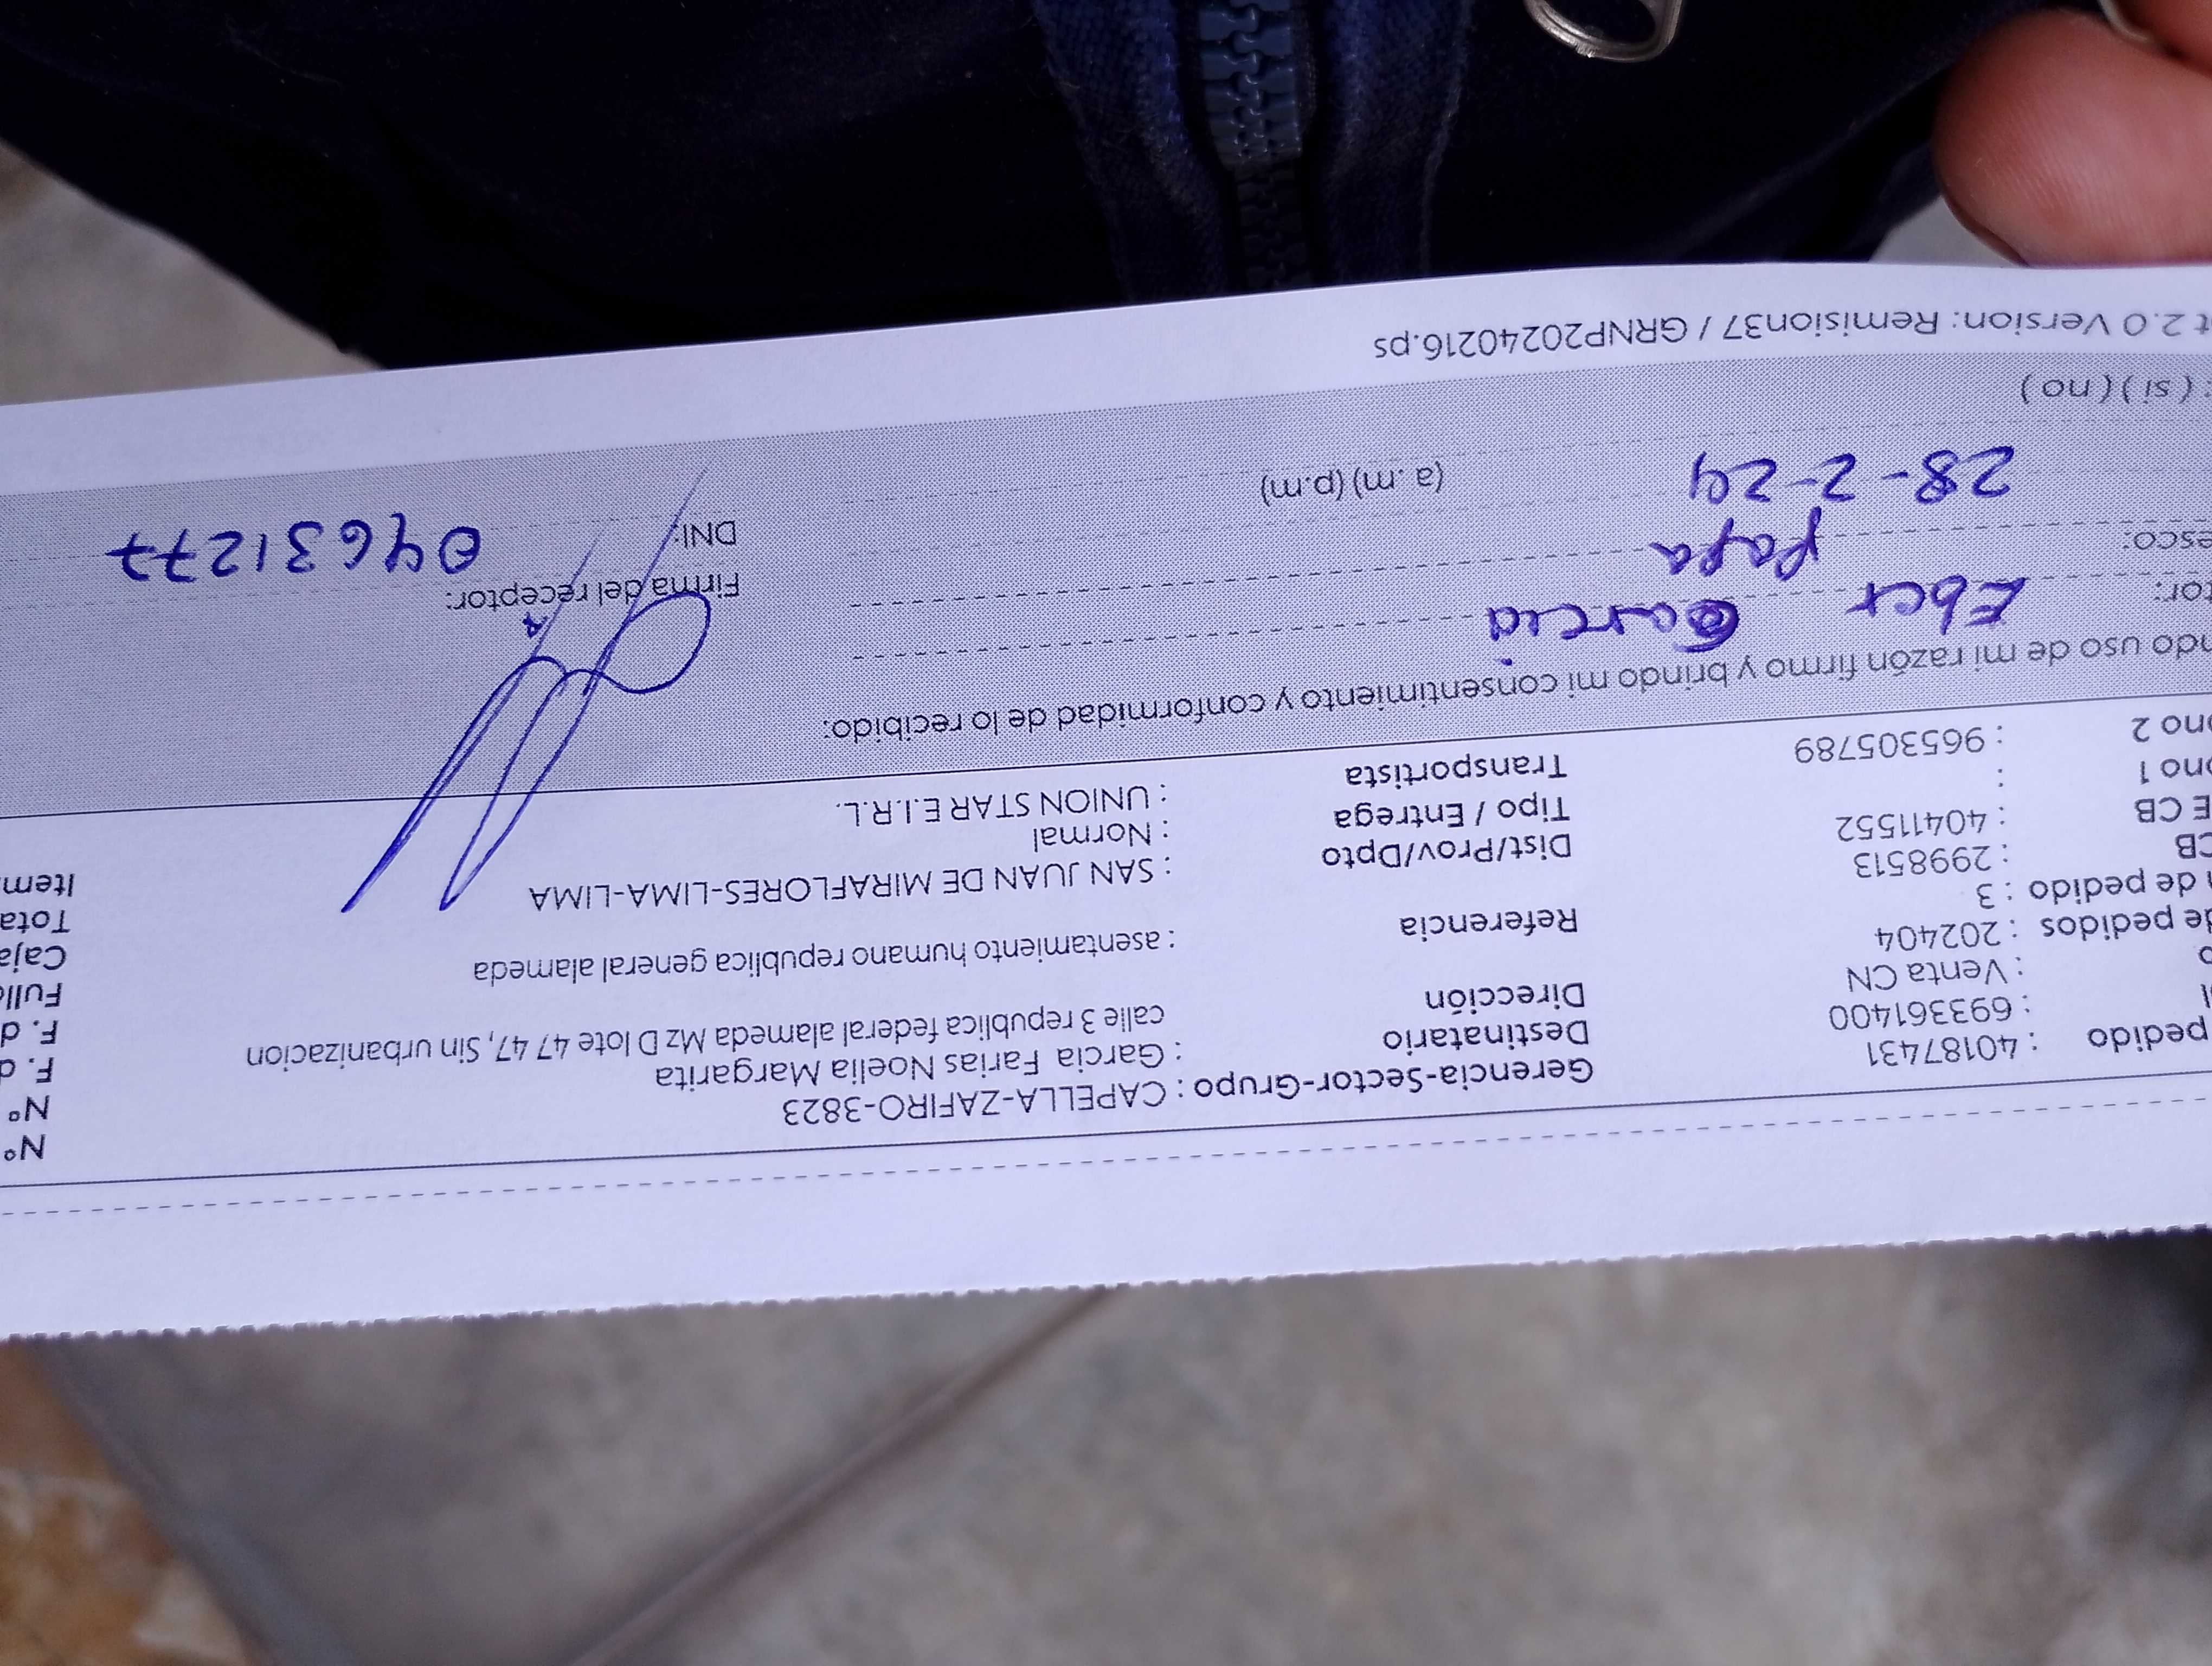 pedido : 40187431
: 693361400
: Venta CN
de pedidos : 202404
de pedido : 3
CB : 2998513
E CB : 40411552
ono 1 :
ono 2 : 965305789
Gerencia-Sector-Grupo : CAPELLA-ZAFIRO-3823
Destinatario : Garcia Farias Noelia Margarita
Dirección calle 3 republica federal alameda Mz D lote 47 47, Sin urbanizacion
Referencia : asentamiento humano republica general alameda
Dist/Prov/Dpto : SAN JUAN DE MIRAFLORES-LIMA-LIMA
Tipo / Entrega : Normal
Transportista : UNION STAR E.I.R.L.
N°
N°
F. d
F. d
Full
Caja
Tota
Item
ndo uso de mi razón firmo y brindo mi consentimiento y conformidad de lo recibido.
tor: Eber Garcia
esco: Papa
28-2-24 (a.m) (p.m)
Firma del receptor:
DNI: 04631277
: ( si ) ( no )
t 2.0 Version: Remision37 / GRNP20240216.ps